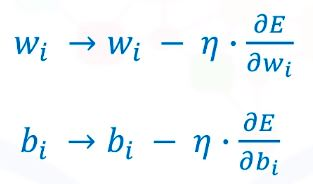 wᵢ → wᵢ − η · ∂E/∂wᵢ
bᵢ → bᵢ − η · ∂E/∂bᵢ